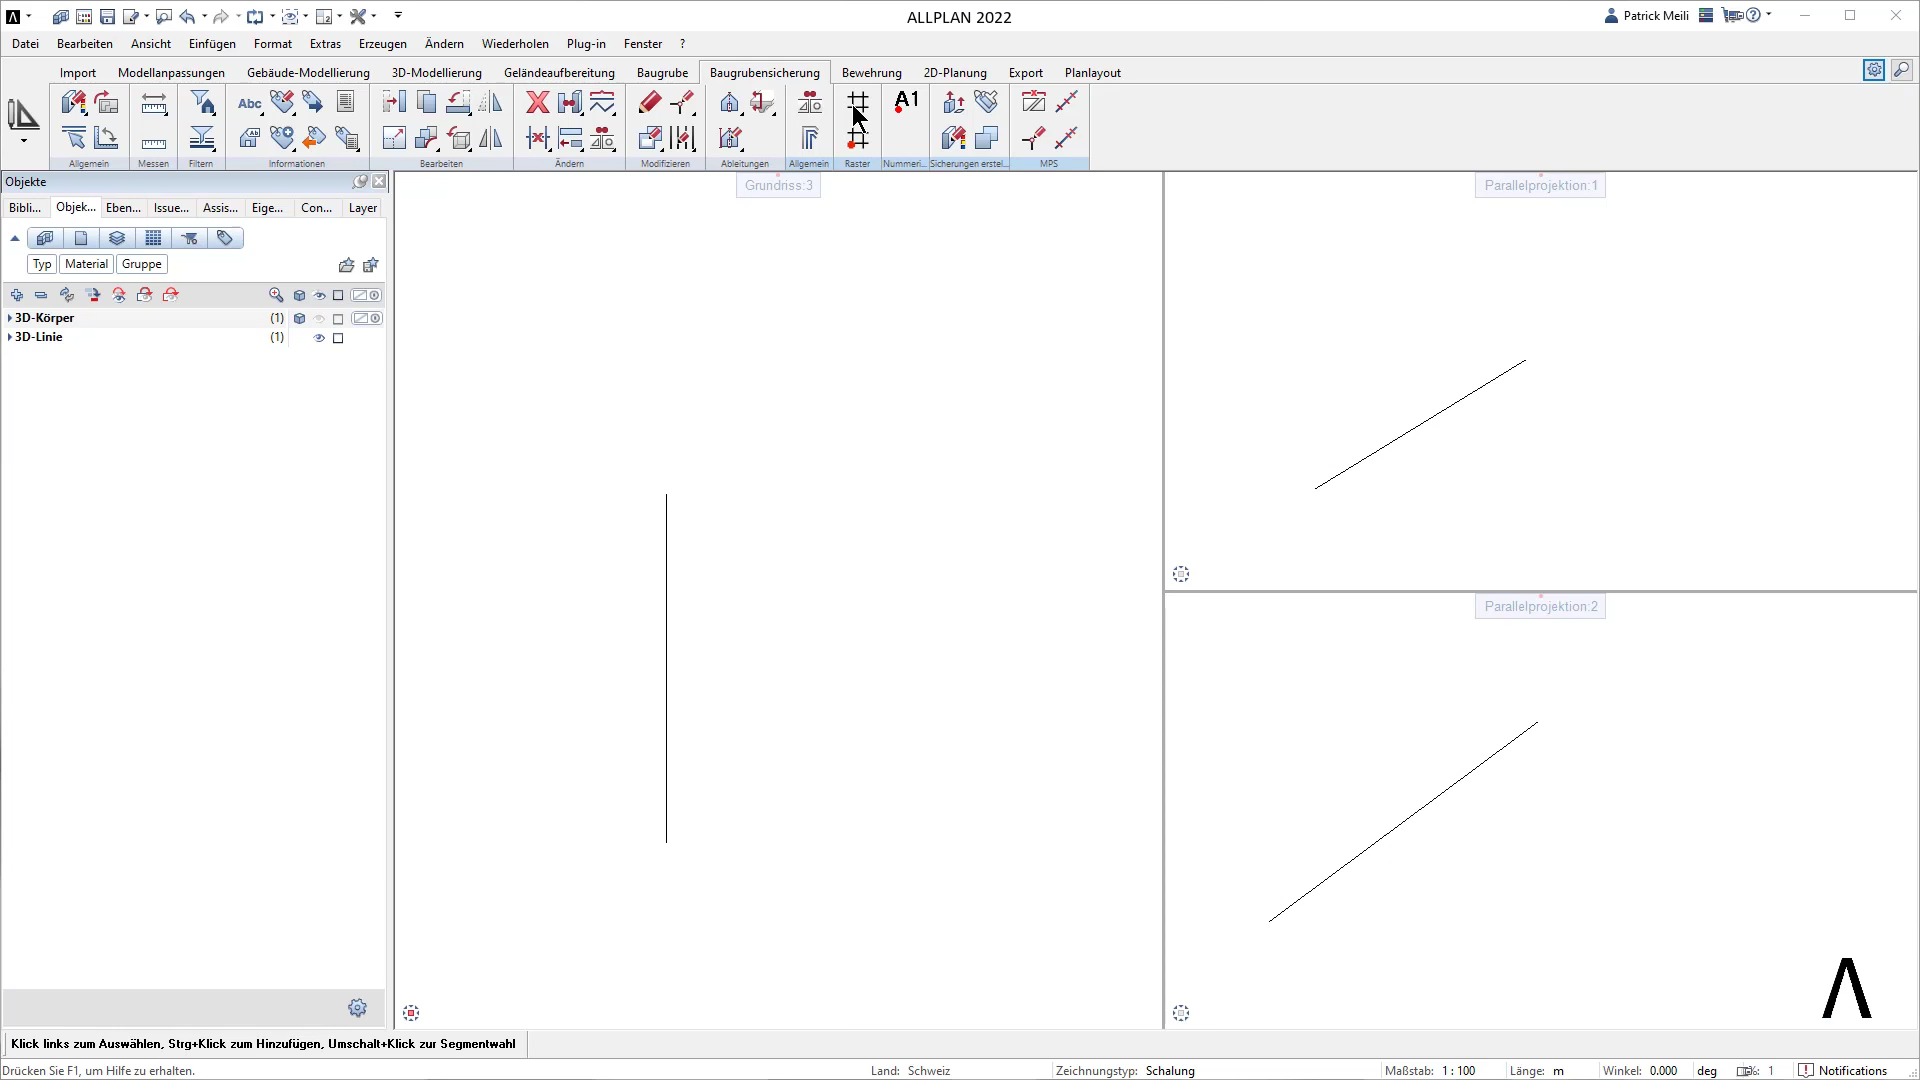 ALLPLAN 2022
Patrick Meili
Datei Bearbeiten Ansicht Einfügen Format Extras Erzeugen Ändern Wiederholen Plug-in Fenster ?
Import Modellanpassungen Gebäude-Modellierung 3D-Modellierung Geländeaufbereitung Baugrube Baugrubensicherung Bewehrung 2D-Planung Export Planlayout
Abc A1
Allgemein Messen Filtern Informationen Bearbeiten Ändern Modifizieren Ableitungen Allgemein Raster Nummeri... Sicherungen erstel... MPS
Objekte
Bibli... Objek... Eben... Issue... Assis... Eige... Con... Layer
Typ Material Gruppe
3D-Körper (1)
3D-Linie (1)
Grundriss:3
Parallelprojektion:1
Parallelprojektion:2
Klick links zum Auswählen, Strg+Klick zum Hinzufügen, Umschalt+Klick zur Segmentwahl
Drücken Sie F1, um Hilfe zu erhalten. Land: Schweiz Zeichnungstyp: Schalung Maßstab: 1 : 100 Länge: m Winkel: 0.000 deg %: 1 Notifications